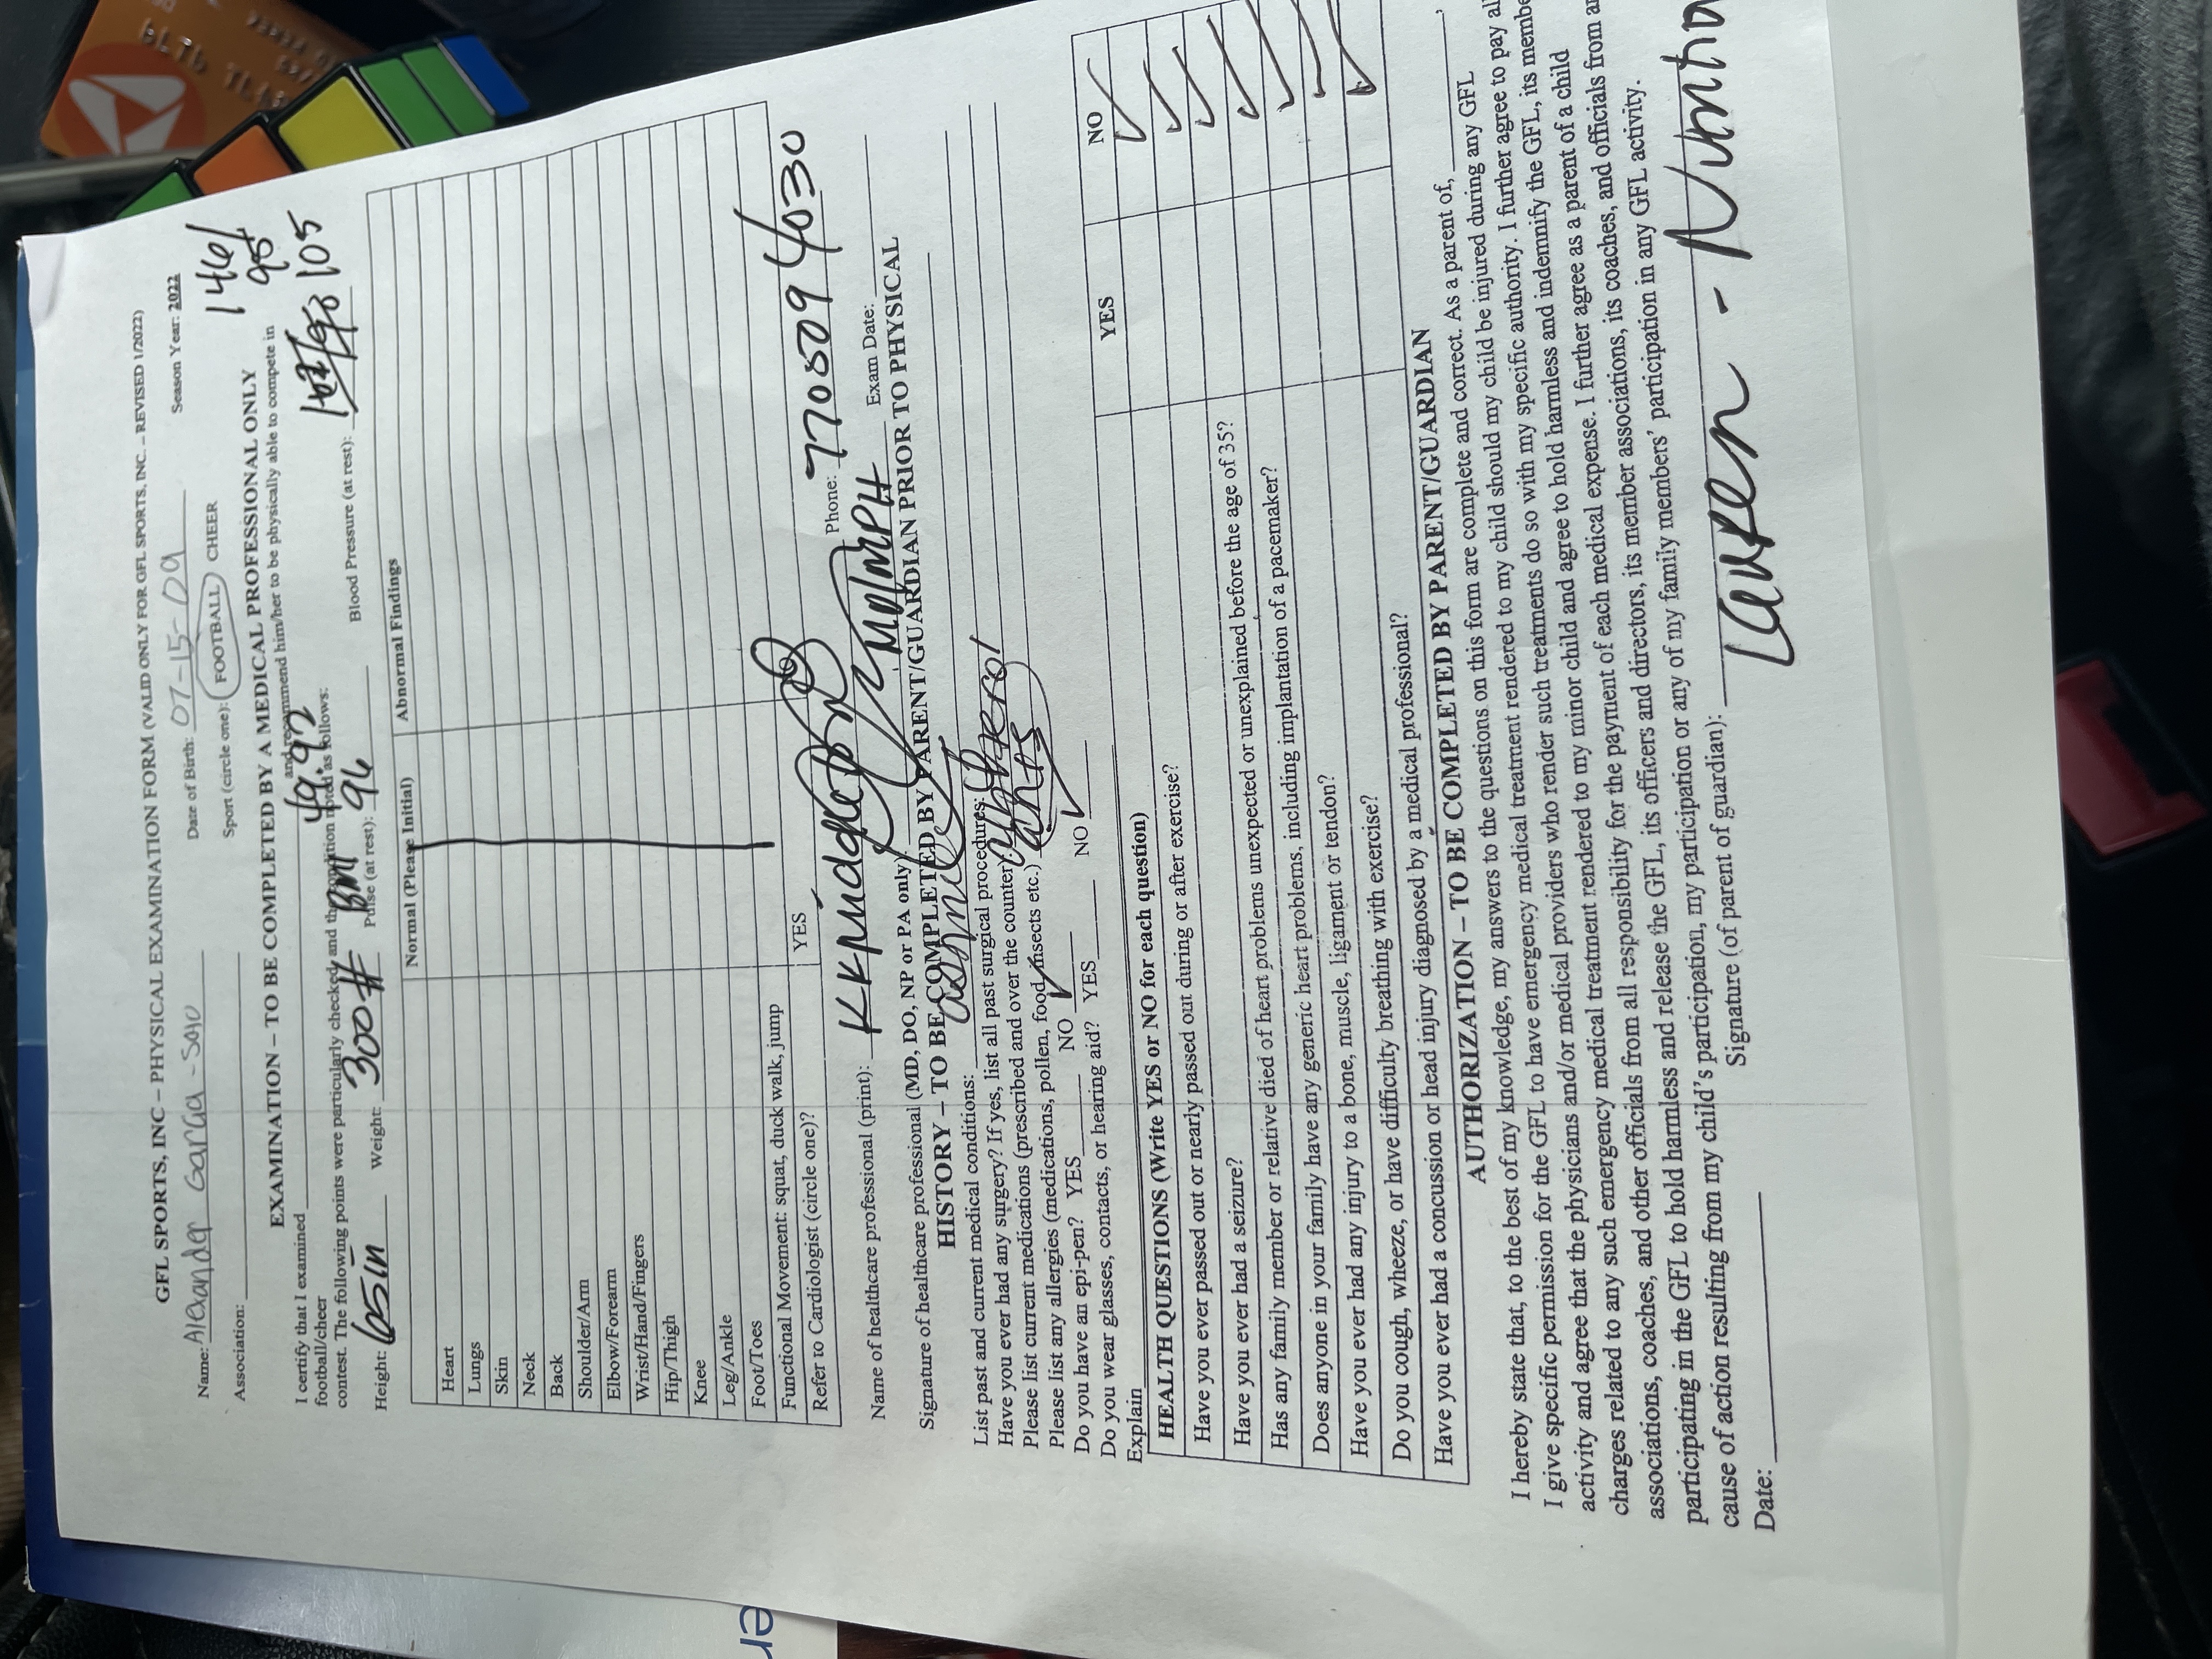 GFL SPORTS, INC – PHYSICAL EXAMINATION FORM (VALID ONLY FOR GFL SPORTS, INC. – REVISED 1/2022)
Name: Alexander Garcia-Soto Date of Birth: 07-15-09 Season Year: 2022
Association: Sport (circle one): FOOTBALL CHEER
146/
95
EXAMINATION – TO BE COMPLETED BY A MEDICAL PROFESSIONAL ONLY
I certify that I examined and recommend him/her to be physically able to compete in
football/cheer
49.92
contest. The following points were particularly checked and the condition noted as follows:
BMI
Height: 65in Weight: 300# Pulse (at rest): 96 Blood Pressure (at rest): 105
Normal (Please Initial) Abnormal Findings
Heart
Lungs
Skin
Neck
Back
Shoulder/Arm
Elbow/Forearm
Wrist/Hand/Fingers
Hip/Thigh
Knee
Leg/Ankle
Foot/Toes
Functional Movement: squat, duck walk, jump
Refer to Cardiologist (circle one)? YES NO
Name of healthcare professional (print): Phone: 770 509 4030
Signature of healthcare professional (MD, DO, NP or PA only): MD/MPH Exam Date:
HISTORY – TO BE COMPLETED BY PARENT/GUARDIAN PRIOR TO PHYSICAL
List past and current medical conditions:
Have you ever had any surgery? If yes, list all past surgical procedures:
Please list current medications (prescribed and over the counter)
Please list any allergies (medications, pollen, food, insects etc.)
Do you have an epi-pen? YES NO ✓
Do you wear glasses, contacts, or hearing aid? YES NO ✓
Explain
HEALTH QUESTIONS (Write YES or NO for each question) YES NO
Have you ever passed out or nearly passed out during or after exercise? ✓
Have you ever had a seizure? ✓
Has any family member or relative died of heart problems unexpected or unexplained before the age of 35? ✓
Does anyone in your family have any generic heart problems, including implantation of a pacemaker? ✓
Have you ever had any injury to a bone, muscle, ligament or tendon? ✓
Do you cough, wheeze, or have difficulty breathing with exercise? ✓
Have you ever had a concussion or head injury diagnosed by a medical professional? ✓
AUTHORIZATION – TO BE COMPLETED BY PARENT/GUARDIAN
I hereby state that, to the best of my knowledge, my answers to the questions on this form are complete and correct. As a parent of,
I give specific permission for the GFL to have emergency medical treatment rendered to my child should my child be injured during any GFL
activity and agree that the physicians and/or medical providers who render such treatments do so with my specific authority. I further agree to pay
charges related to any such emergency medical treatment rendered to my minor child and agree to hold harmless and indemnify the GFL, its
associations, coaches, and other officials from all responsibility for the payment of each medical expense. I further agree as a parent of a child
participating in the GFL to hold harmless and release the GFL, its officers and directors, its member associations, its coaches, and officials from
cause of action resulting from my child's participation, my participation or any of my family members' participation in any GFL activity.
Date: Signature (of parent of guardian): Lauren -